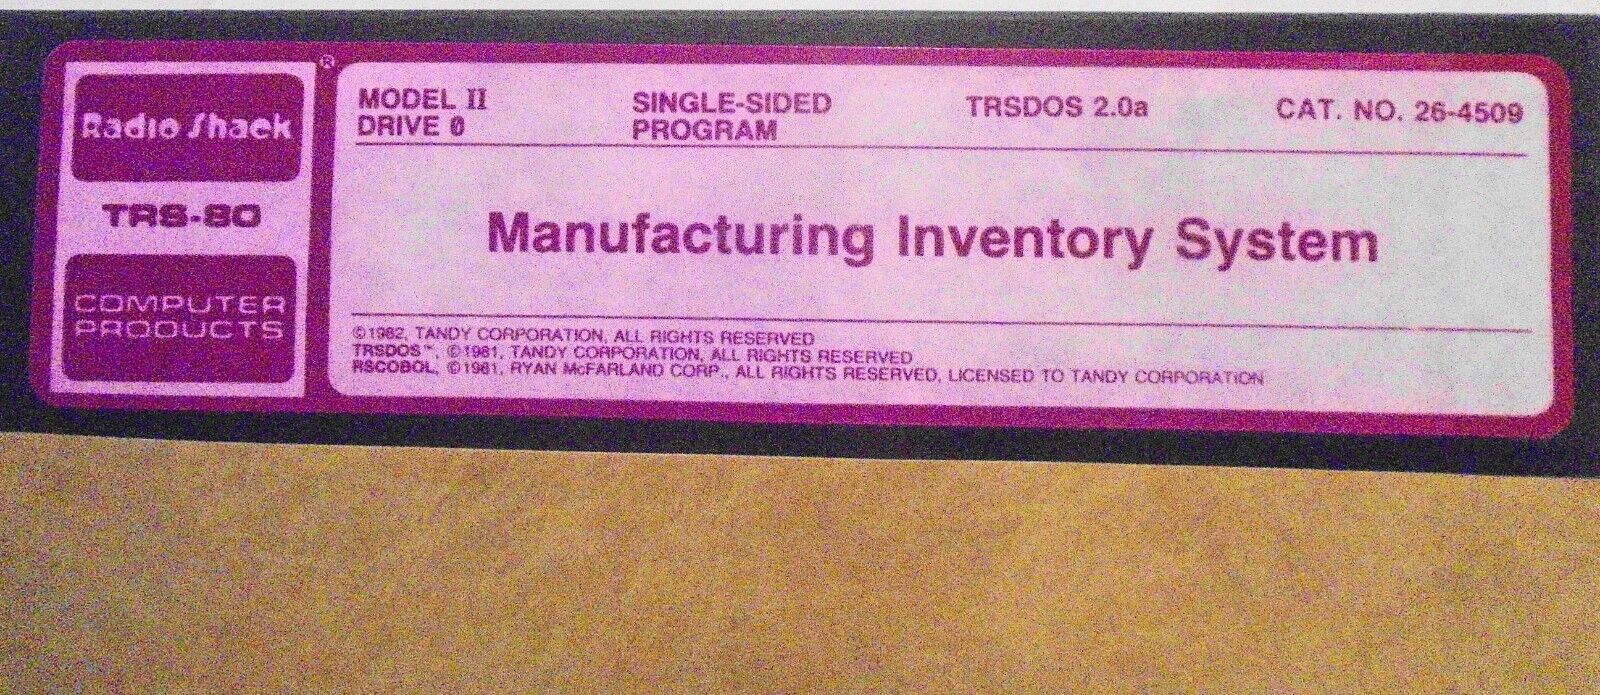 Radio Shack
®
TRS-80
COMPUTER
PRODUCTS
MODEL II
DRIVE 0
SINGLE-SIDED
PROGRAM
TRSDOS 2.0a
CAT. NO. 26-4509
Manufacturing Inventory System
©1982, TANDY CORPORATION, ALL RIGHTS RESERVED
TRSDOS™, ©1981, TANDY CORPORATION, ALL RIGHTS RESERVED
RSCOBOL, ©1981, RYAN McFARLAND CORP., ALL RIGHTS RESERVED, LICENSED TO TANDY CORPORATION